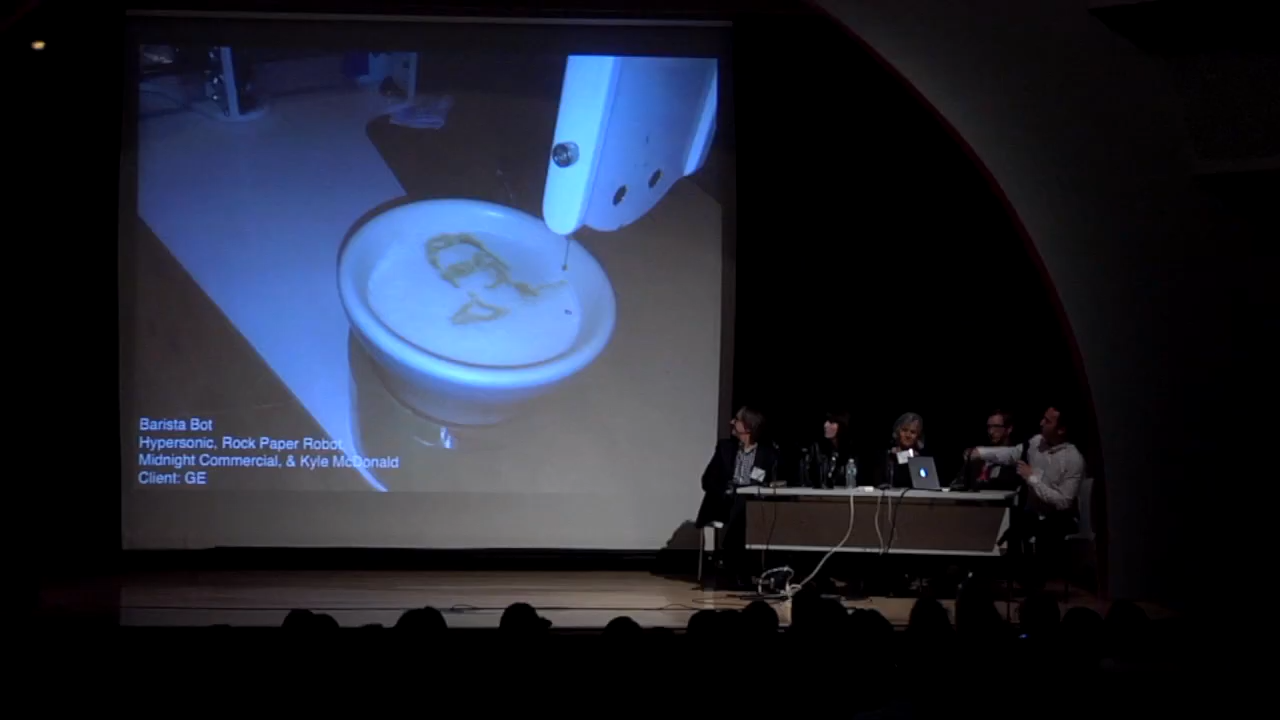 Barista Bot
Hypersonic, Rock Paper Robot,
Midnight Commercial, & Kyle McDonald
Client: GE